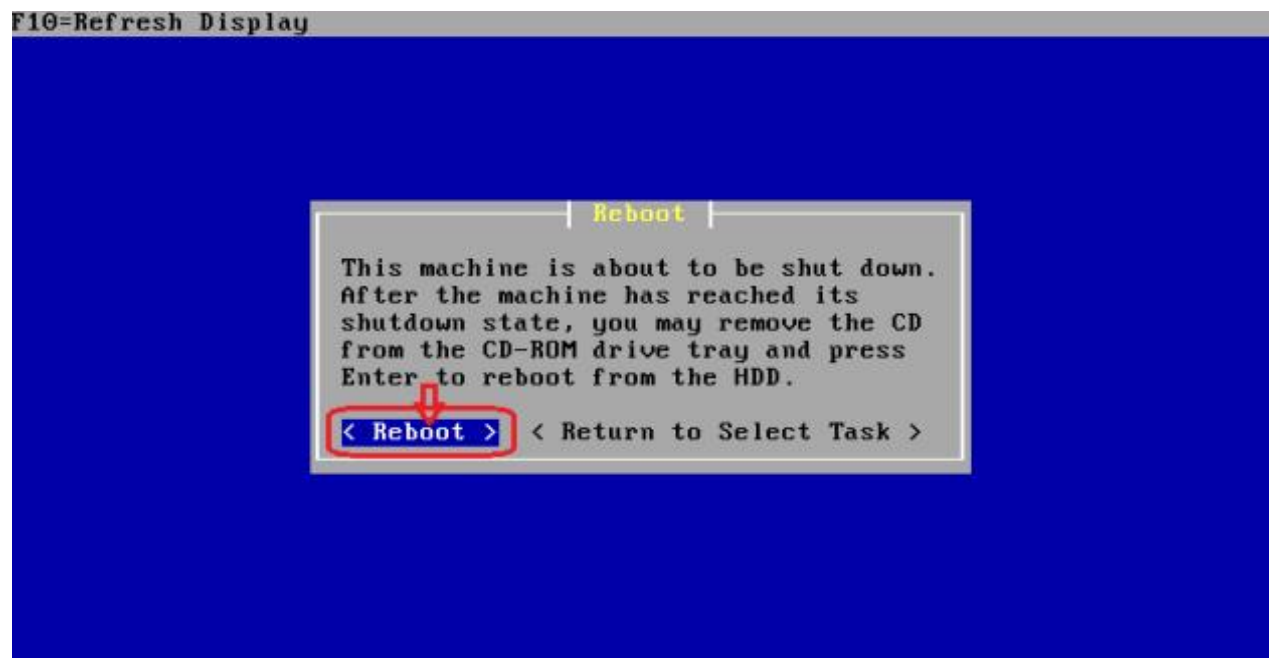 F10=Refresh Display
Reboot
This machine is about to be shut down.
After the machine has reached its
shutdown state, you may remove the CD
from the CD-ROM drive tray and press
Enter to reboot from the HDD.
< Reboot > < Return to Select Task >